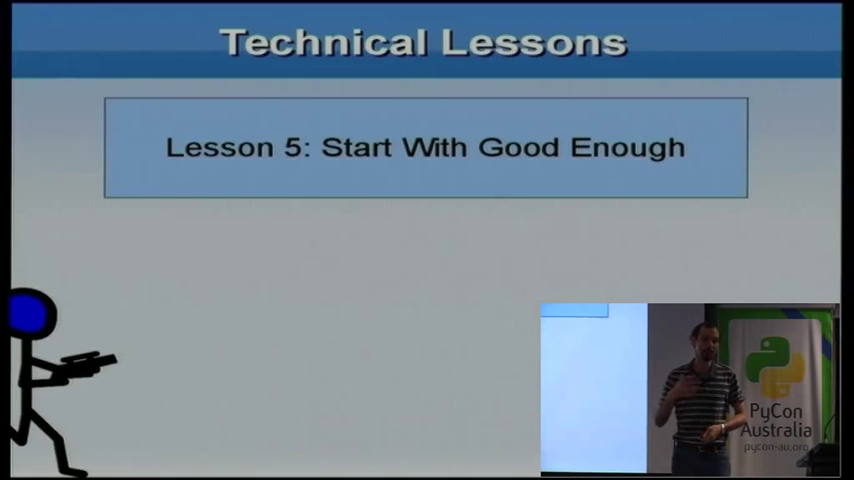 Technical Lessons
Lesson 5: Start With Good Enough
PyCon
Australia
pycon-au.org